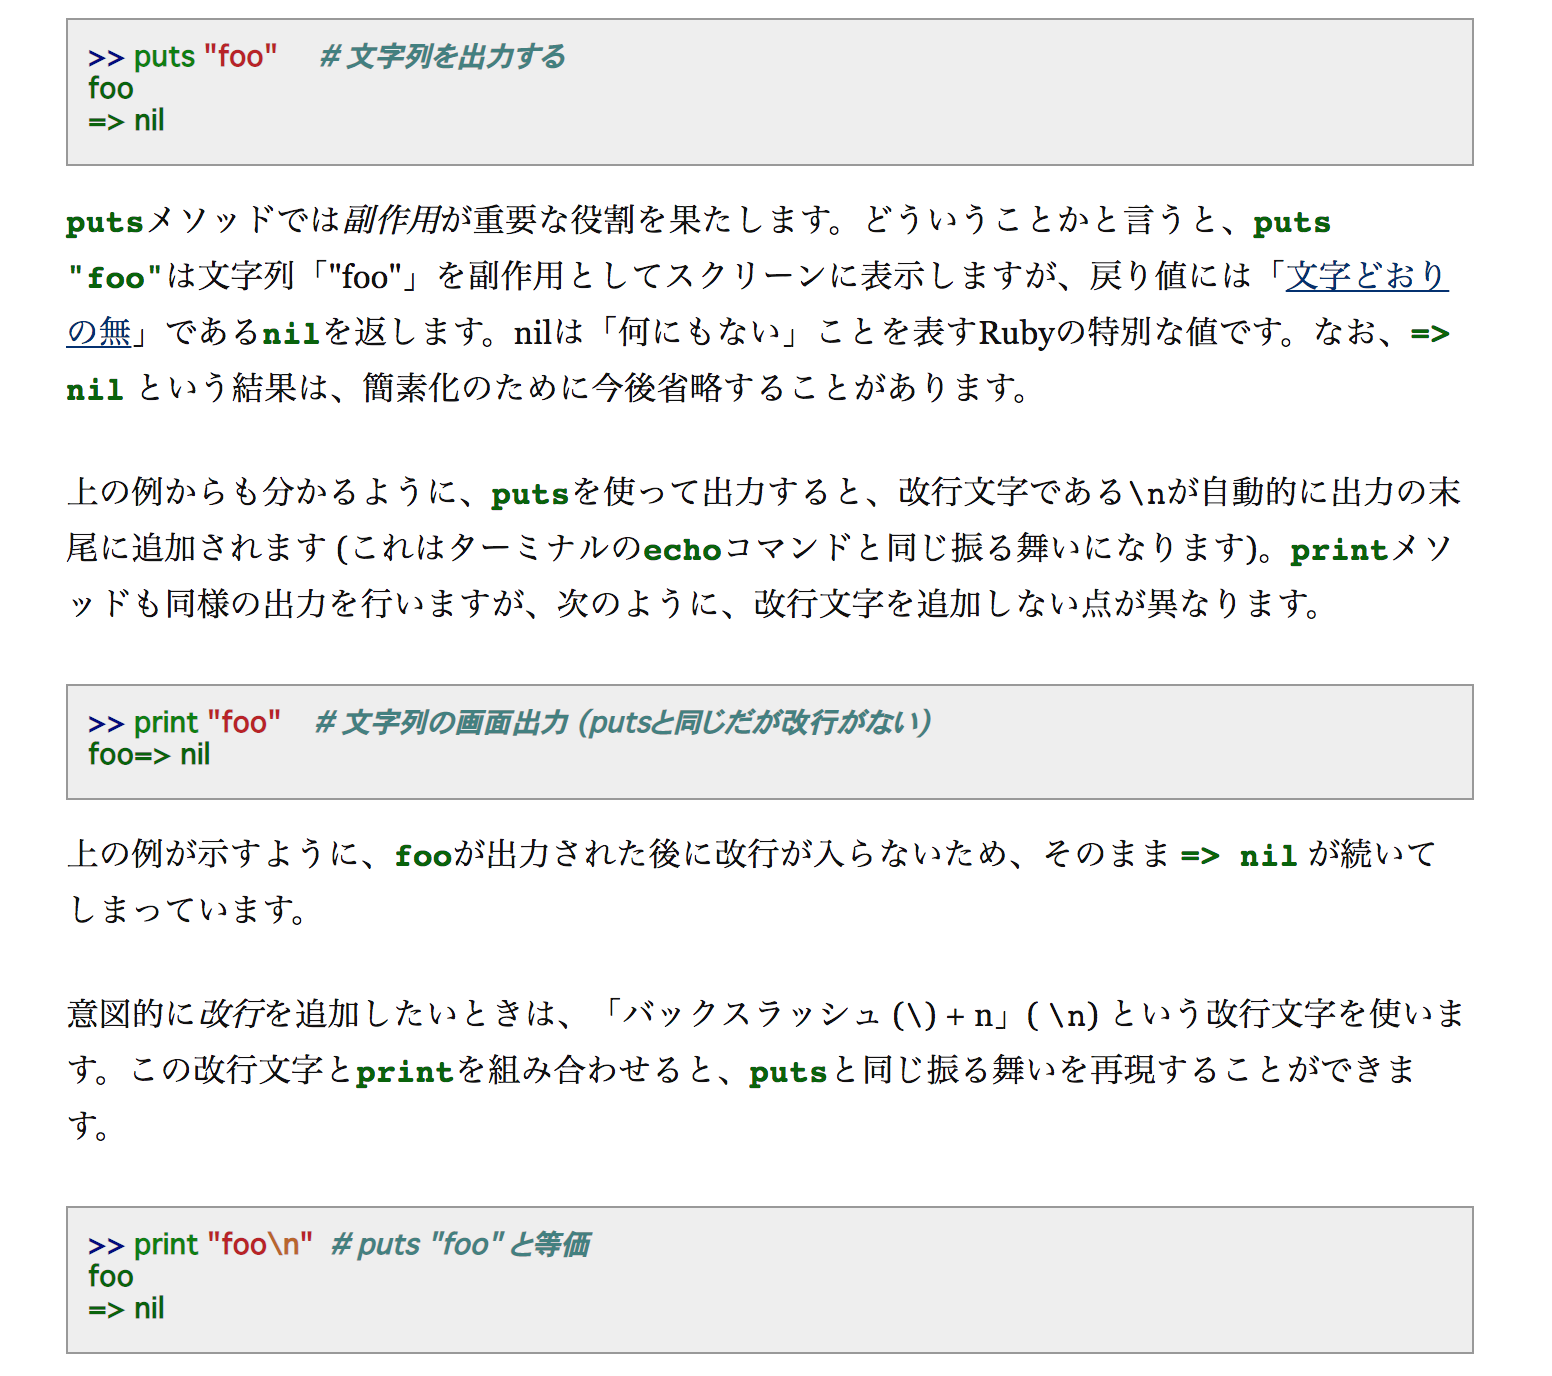 >> puts "foo"     # 文字列を出力する
foo
=> nil
putsメソッドでは副作用が重要な役割を果たします。どういうことかと言うと、puts
"foo"は文字列「"foo"」を副作用としてスクリーンに表示しますが、戻り値には「文字どおり
の無」であるnilを返します。nilは「何にもない」ことを表すRubyの特別な値です。なお、=>
nil という結果は、簡素化のために今後省略することがあります。
上の例からも分かるように、putsを使って出力すると、改行文字である\nが自動的に出力の末
尾に追加されます (これはターミナルのechoコマンドと同じ振る舞いになります)。printメソ
ッドも同様の出力を行いますが、次のように、改行文字を追加しない点が異なります。
>> print "foo"    # 文字列の画面出力 (putsと同じだが改行がない)
foo=> nil
上の例が示すように、fooが出力された後に改行が入らないため、そのまま => nil が続いて
しまっています。
意図的に改行を追加したいときは、「バックスラッシュ (\) + n」( \n) という改行文字を使いま
す。この改行文字とprintを組み合わせると、putsと同じ振る舞いを再現することができま
す。
>> print "foo\n"  # puts "foo" と等価
foo
=> nil